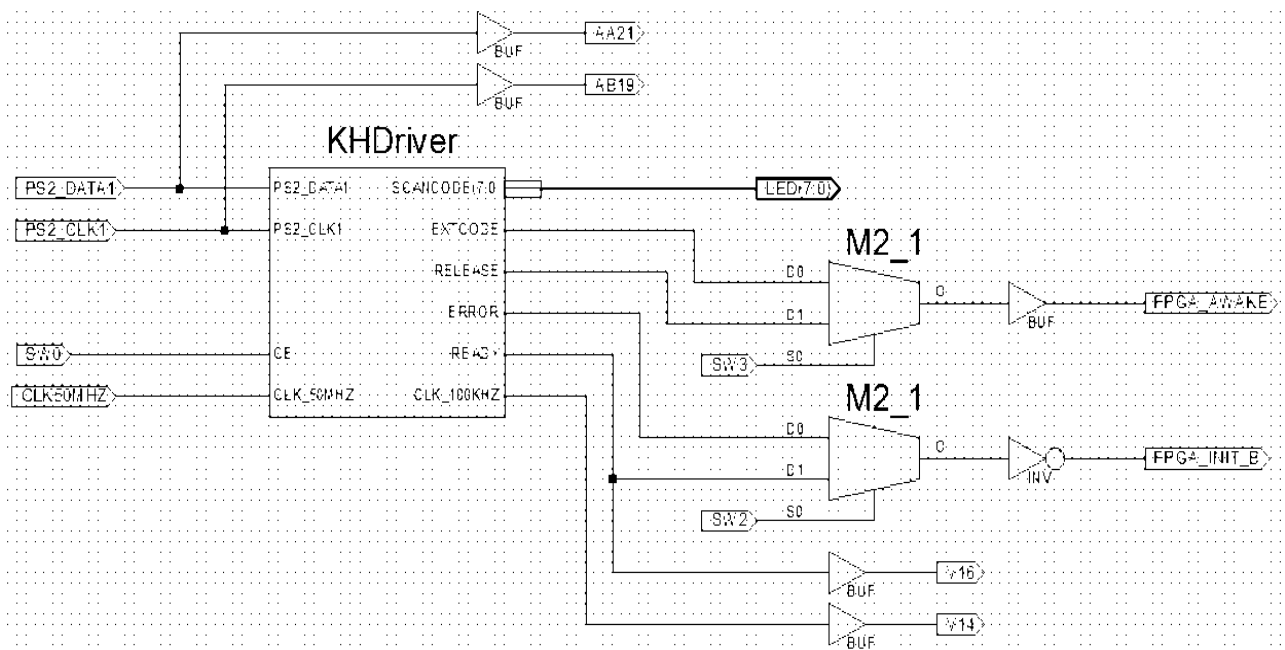 AA21
BUF
AB19
BUF
KHDriver
PS2_DATA1 PS2_DATA1 SCANCODE(7:0) LED(7:0)
PS2_CLK1 PS2_CLK1 EXTCODE
M2_1
RELEASE D0
O FPGA_AWAKE
ERROR D1 BUF
SW0 CE READY SW3 S0
CLK50MHZ CLK_50MHZ CLK_100KHZ
M2_1
D0
O FPGA_INIT_B
D1 INV
SW2 S0
V16
BUF
V14
BUF